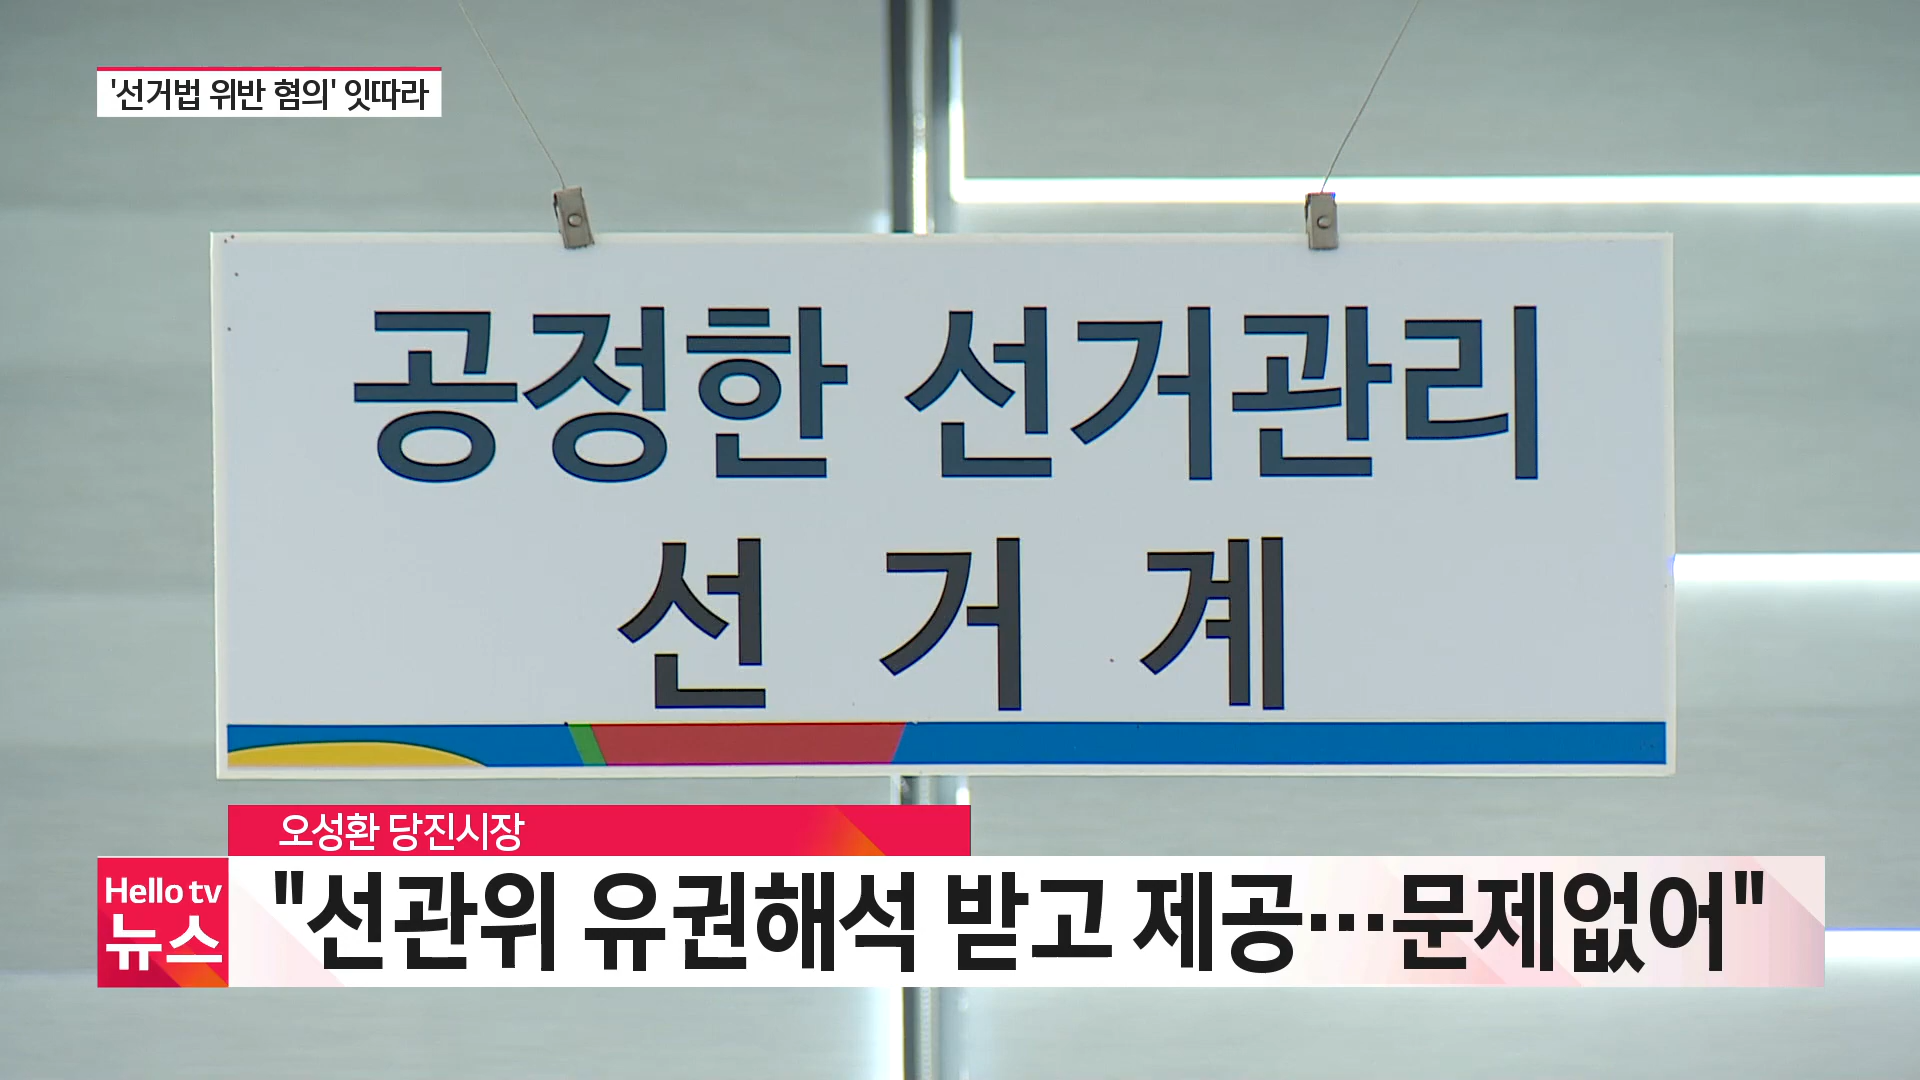 '선거법 위반 혐의' 잇따라
공정한 선거관리
선 거 계
오성환 당진시장
Hello tv
뉴스
"선관위 유권해석 받고 제공…문제없어"